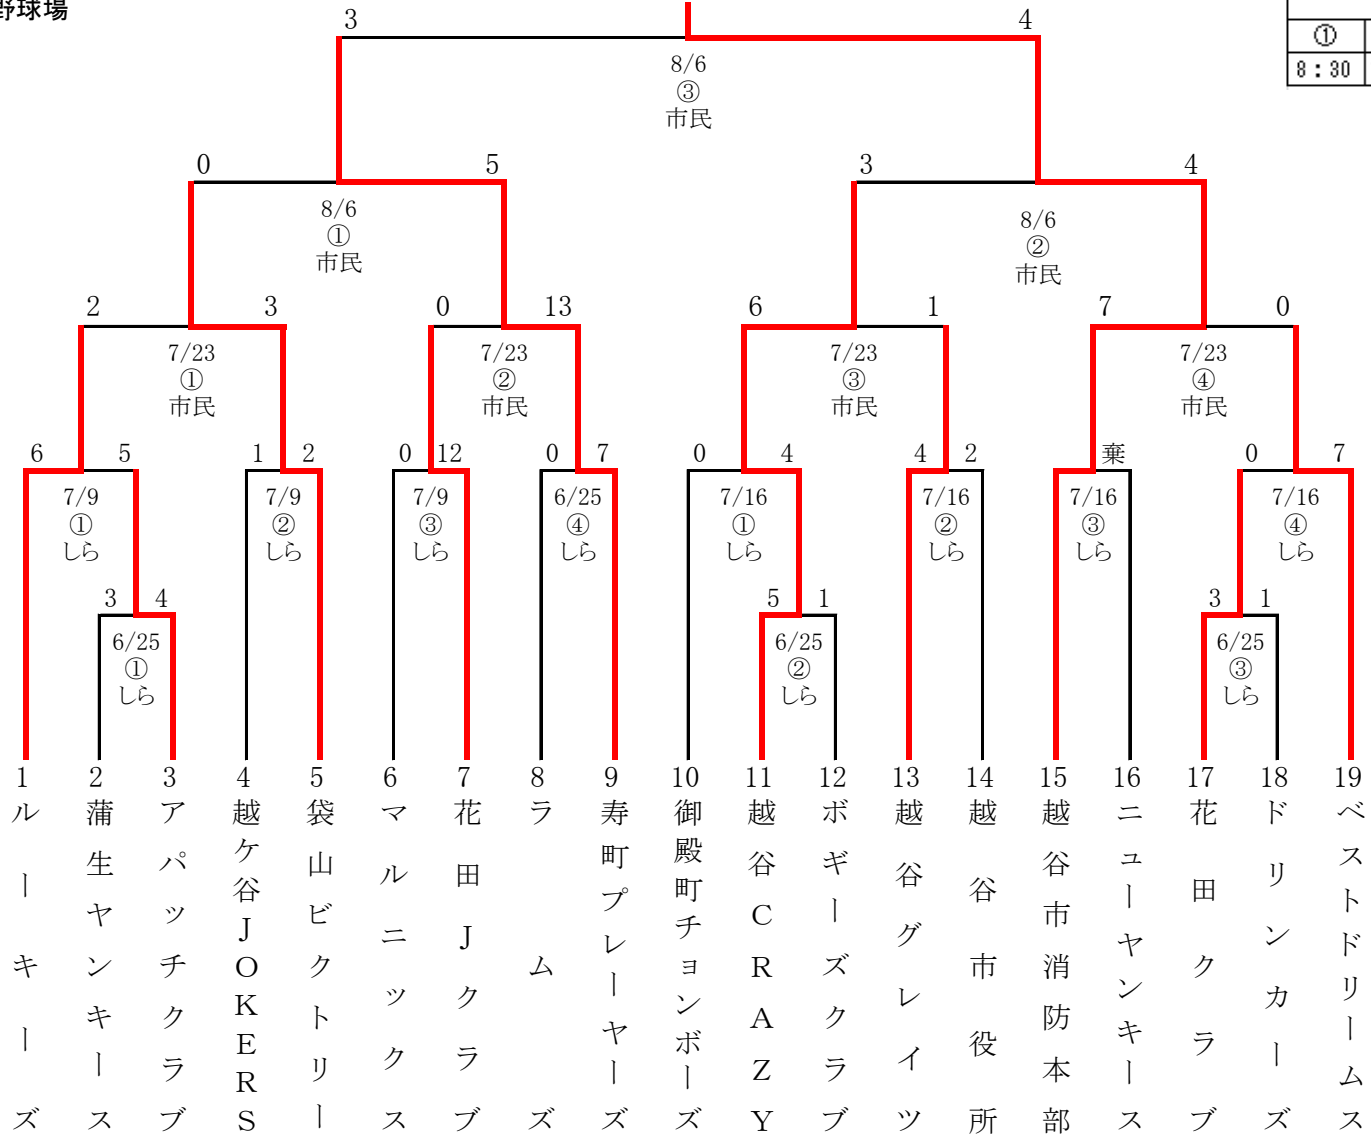 野球場
①
8：30
3
4
8/6
③
市民
0
5
3
4
8/6
①
市民
8/6
②
市民
2
3
0
13
6
1
7
0
7/23
①
市民
7/23
②
市民
7/23
③
市民
7/23
④
市民
6
5
1
2
0
12
0
7
0
4
4
2
棄
0
7
7/9
①
しら
7/9
②
しら
7/9
③
しら
6/25
④
しら
7/16
①
しら
7/16
②
しら
7/16
③
しら
7/16
④
しら
3
4
5
1
3
1
6/25
①
しら
6/25
②
しら
6/25
③
しら
1
ルーキーズ
2
蒲生ヤンキース
3
アパッチクラブ
4
越ケ谷JOKERS
5
袋山ビクトリー
6
マルニックス
7
花田Jクラブ
8
ラムズ
9
寿町プレーヤーズ
10
御殿町チョンボーズ
11
越谷CRAZY
12
ボギーズクラブ
13
越谷グレイツ
14
越谷市役所
15
越谷市消防本部
16
ニューヤンキース
17
花田クラブ
18
ドリンカーズ
19
ベストドリームス